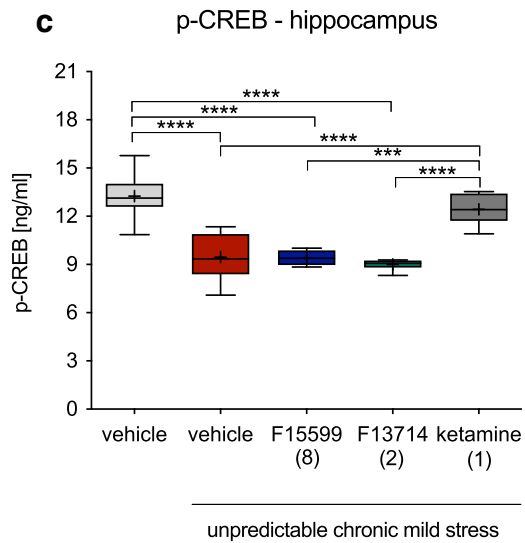 c
p-CREB - hippocampus
p-CREB [ng/ml]
21
18
15
12
9
6
3
0
****
****
****
****
***
****
vehicle vehicle F15599 F13714 ketamine
(8) (2) (1)
unpredictable chronic mild stress